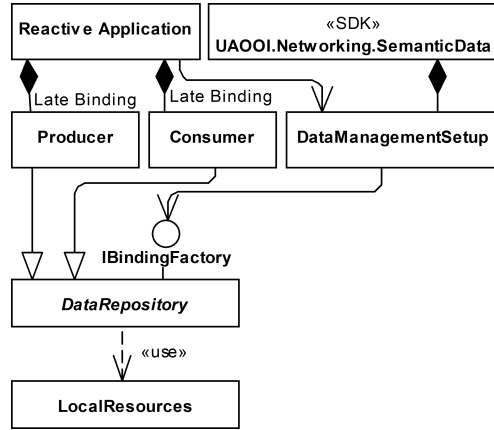 Reactive Application
«SDK»
UAOOI.Networking.SemanticData
Late Binding
Late Binding
Producer
Consumer
DataManagementSetup
IBindingFactory
DataRepository
«use»
LocalResources